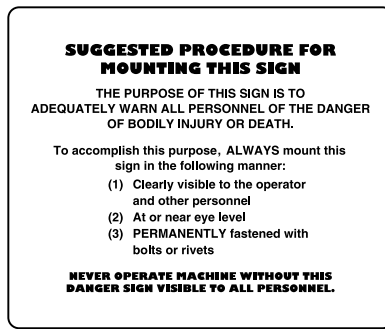 SUGGESTED PROCEDURE FOR
MOUNTING THIS SIGN
THE PURPOSE OF THIS SIGN IS TO
ADEQUATELY WARN ALL PERSONNEL OF THE DANGER
OF BODILY INJURY OR DEATH.
To accomplish this purpose, ALWAYS mount this
sign in the following manner:
(1) Clearly visible to the operator
and other personnel
(2) At or near eye level
(3) PERMANENTLY fastened with
bolts or rivets
NEVER OPERATE MACHINE WITHOUT THIS
DANGER SIGN VISIBLE TO ALL PERSONNEL.